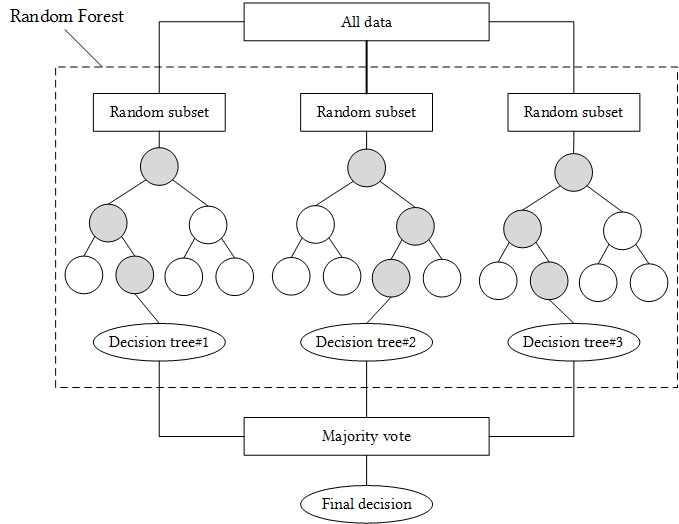 Random Forest
All data
Random subset
Random subset
Random subset
Decision tree#1
Decision tree#2
Decision tree#3
Majority vote
Final decision